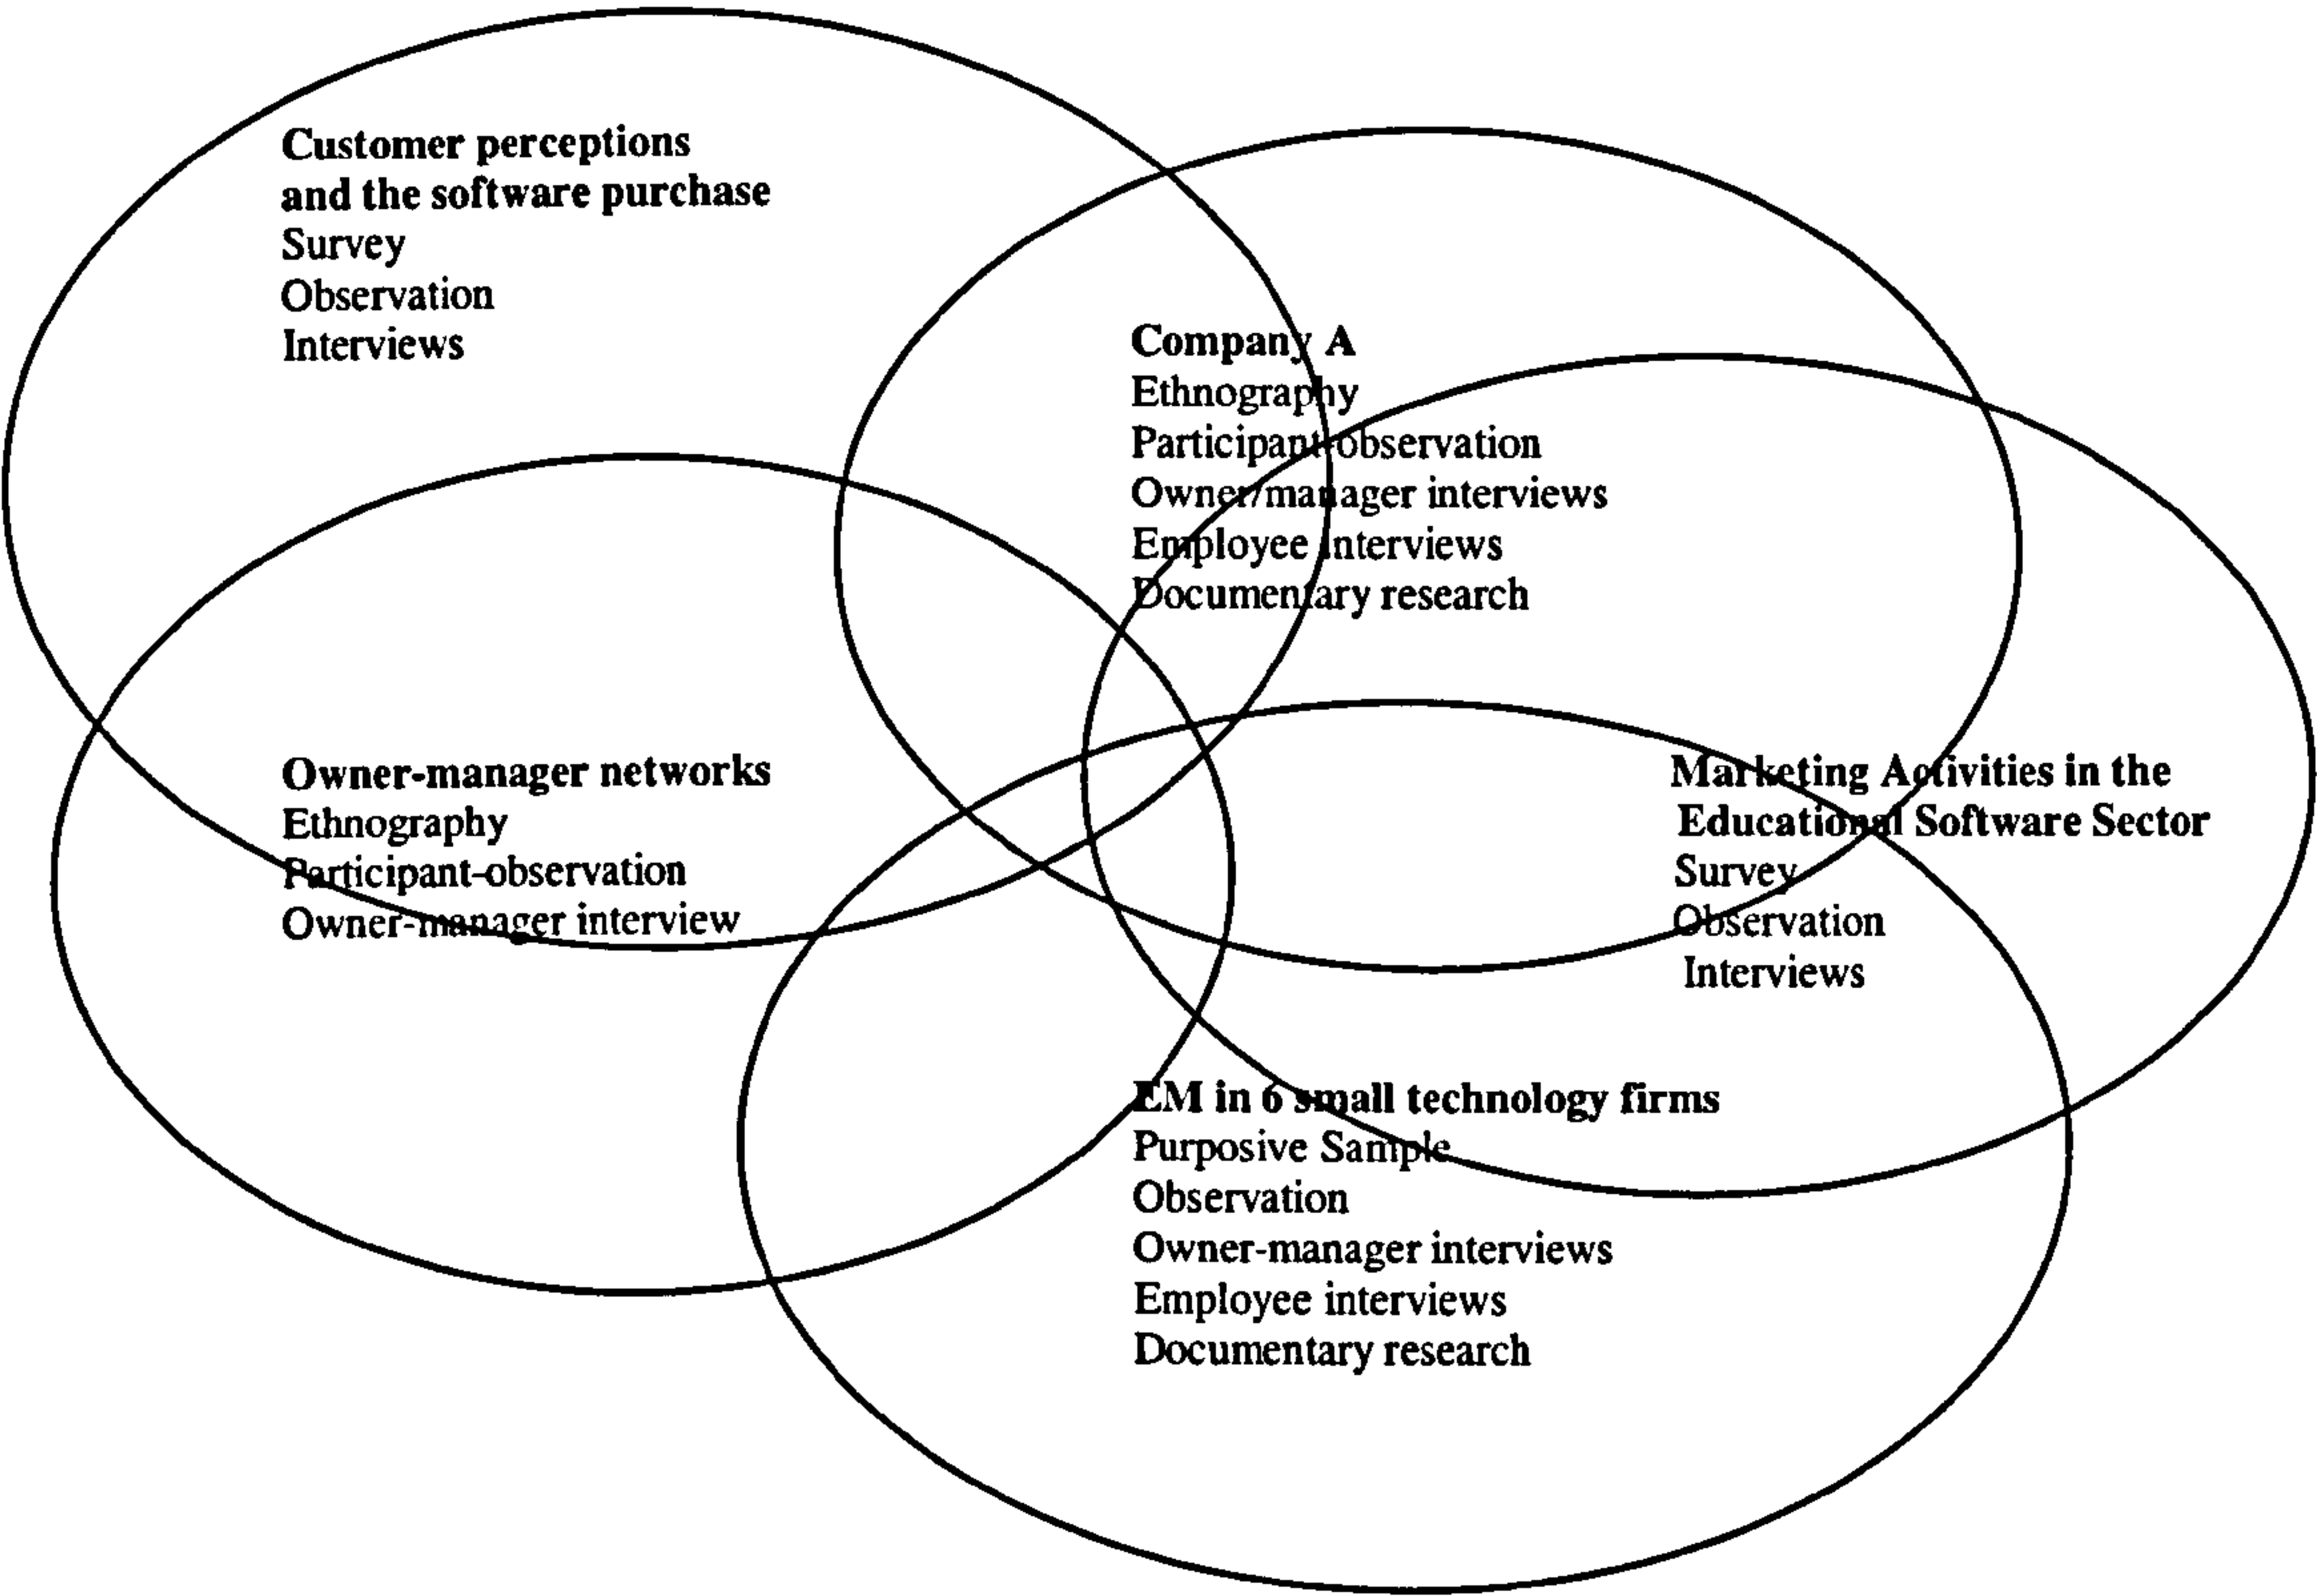 Customer perceptions
and the software purchase
Survey
Observation
Interviews
Company A
Ethnography
Participant-observation
Owner/manager interviews
Employee interviews
Documentary research
Owner-manager networks
Ethnography
Participant-observation
Owner-manager interview
Marketing Activities in the
Educational Software Sector
Survey
Observation
Interviews
EM in 6 small technology firms
Purposive Sample
Observation
Owner-manager interviews
Employee interviews
Documentary research